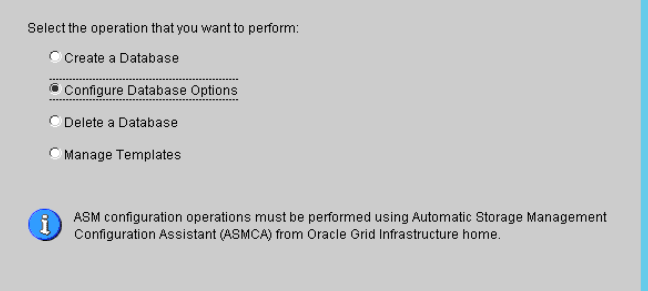 Select the operation that you want to perform:
Create a Database
Configure Database Options
Delete a Database
Manage Templates
ASM configuration operations must be performed using Automatic Storage Management
Configuration Assistant (ASMCA) from Oracle Grid Infrastructure home.